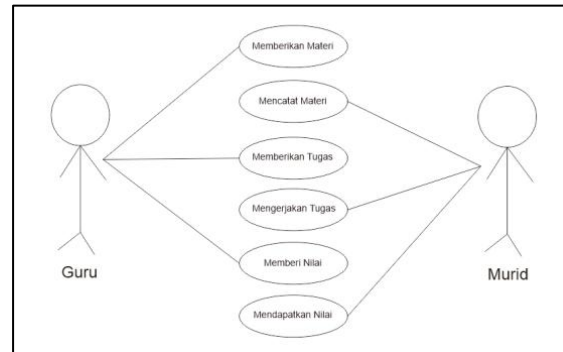 Memberikan Materi
Mencatat Materi
Memberikan Tugas
Mengerjakan Tugas
Memberi Nilai
Mendapatkan Nilai
Guru
Murid